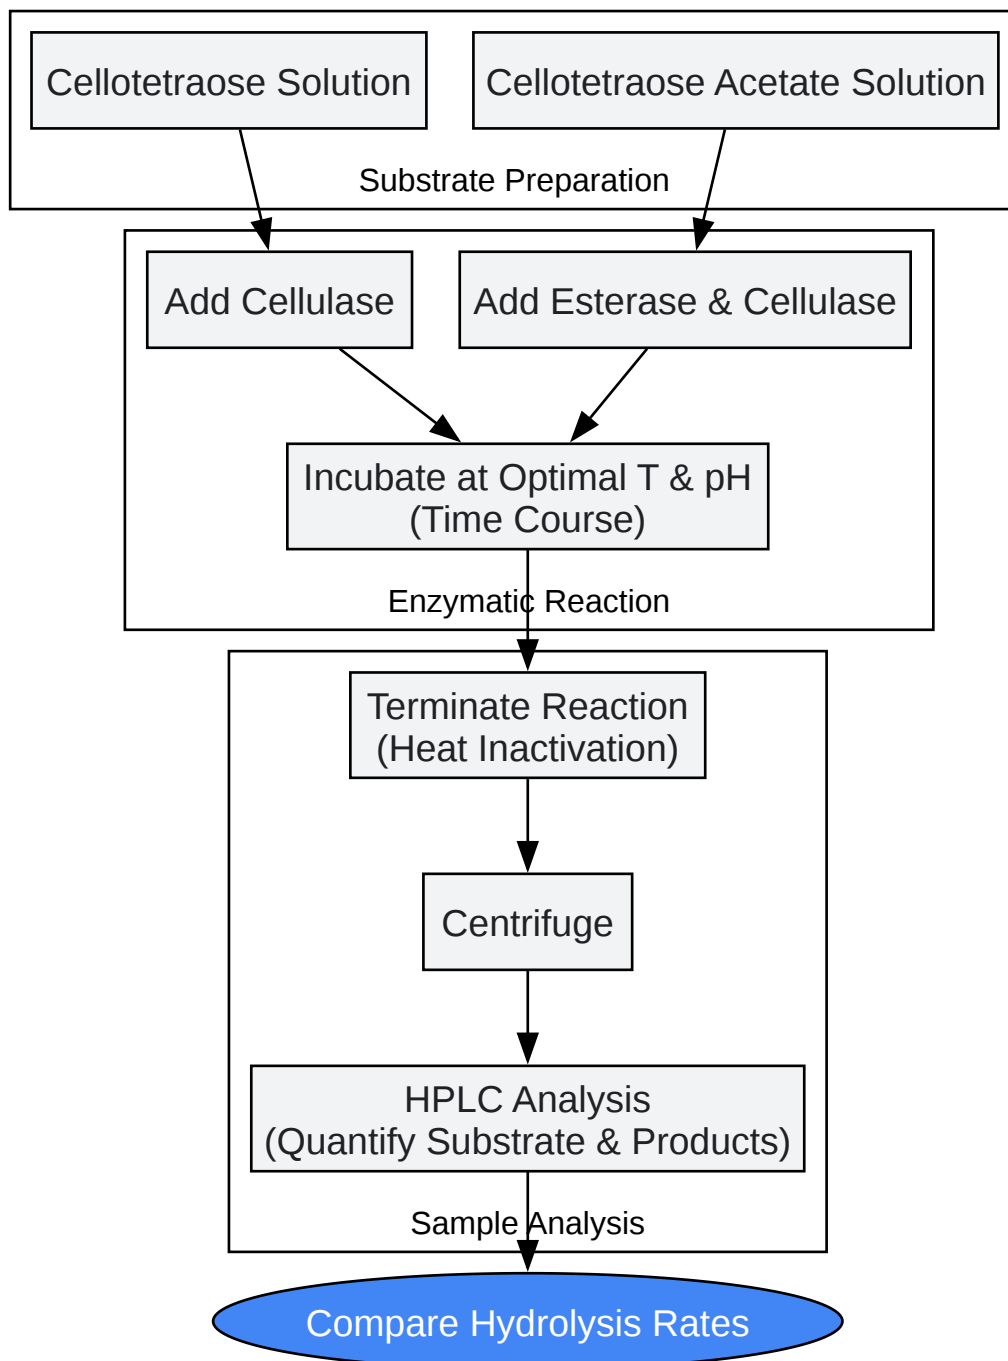 Cellotetraose Solution
Cellotetraose Acetate Solution
Substrate Preparation
Add Cellulase
Add Esterase & Cellulase
Incubate at Optimal T & pH
(Time Course)
Enzymatic Reaction
Terminate Reaction
(Heat Inactivation)
Centrifuge
HPLC Analysis
(Quantify Substrate & Products)
Sample Analysis
Compare Hydrolysis Rates